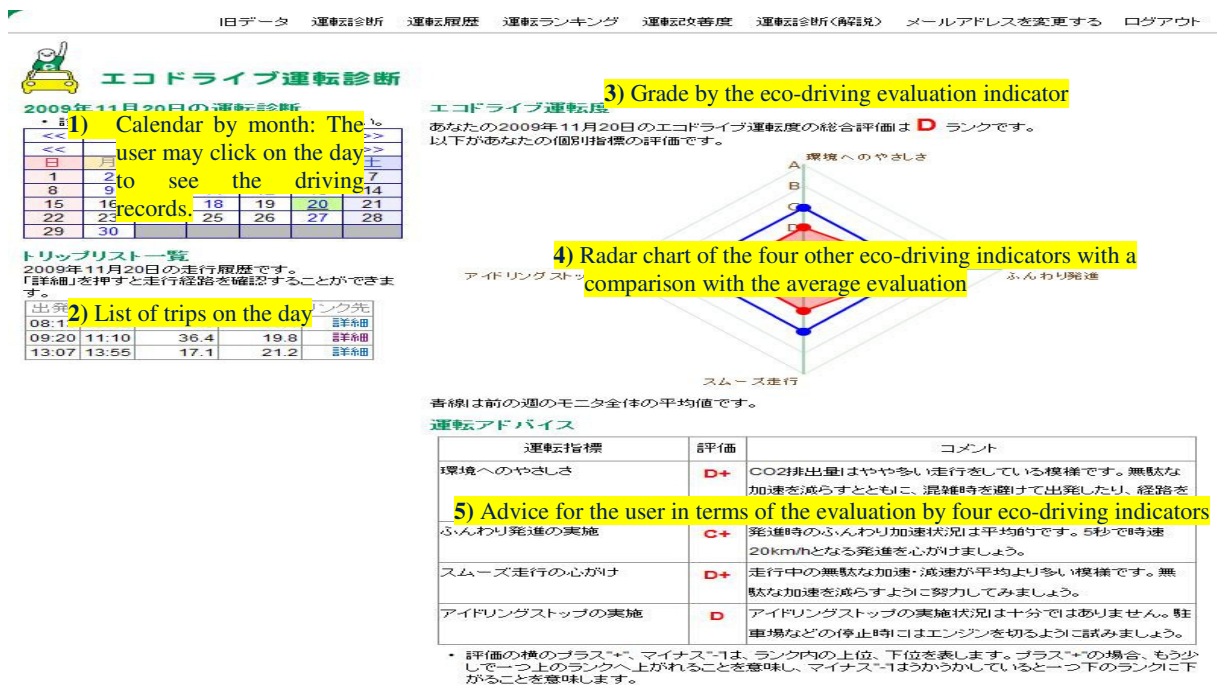 旧データ 運転診断 運転履歴 運転ランキング 運転改善度 運転診断(解説) メールアドレスを変更する ログアウト
エコドライブ運転診断
2009年11月20日の運転診断
<< >>
<< >>
1) Calendar by month: The
user may click on the day
to see the driving
records.
日 月 土
1 2 7
8 9 14
15 16 18 19 20 21
22 23 25 26 27 28
29 30
トリップリスト一覧
2009年11月20日の走行履歴です。
「詳細」を押すと走行経路を確認することができま
す。
2) List of trips on the day
出発 リンク先
08:1 詳細
09:20 11:10 36.4 19.8 詳細
13:07 13:55 17.1 21.2 詳細
3) Grade by the eco-driving evaluation indicator
エコドライブ運転度
あなたの2009年11月20日のエコドライブ運転度の総合評価は D ランクです。
以下があなたの個別指標の評価です。
環境へのやさしさ
A
B
C
D
4) Radar chart of the four other eco-driving indicators with a
comparison with the average evaluation
アイドリングストッ
ふんわり発進
スムーズ走行
青線は前の週のモニタ全体の平均値です。
運転アドバイス
運転指標 評価 コメント
環境へのやさしさ D+ CO2排出量はやや多い走行をしている模様です。無駄な
加速を減らすとともに、混雑時を避けて出発したり、経路を
5) Advice for the user in terms of the evaluation by four eco-driving indicators
ふんわり発進の実施 C+ 発進時のふんわり加速状況は平均的です。5秒で時速
20km/hとなる発進を心がけましょう。
スムーズ走行の心がけ D+ 走行中の無駄な加速・減速が平均より多い模様です。無
駄な加速を減らすように努力してみましょう。
アイドリングストップの実施 D アイドリングストップの実施状況は十分ではありません。駐
車場などの停止時にはエンジンを切るように試みましょう。
・ 評価の横のプラス"+"、マイナス"-"は、ランク内の上位、下位を表します。プラス"+"の場合、もう少
しで一つ上のランクへ上がれることを意味し、マイナス"-"はうかうかしていると一つ下のランクに下
がることを意味します。